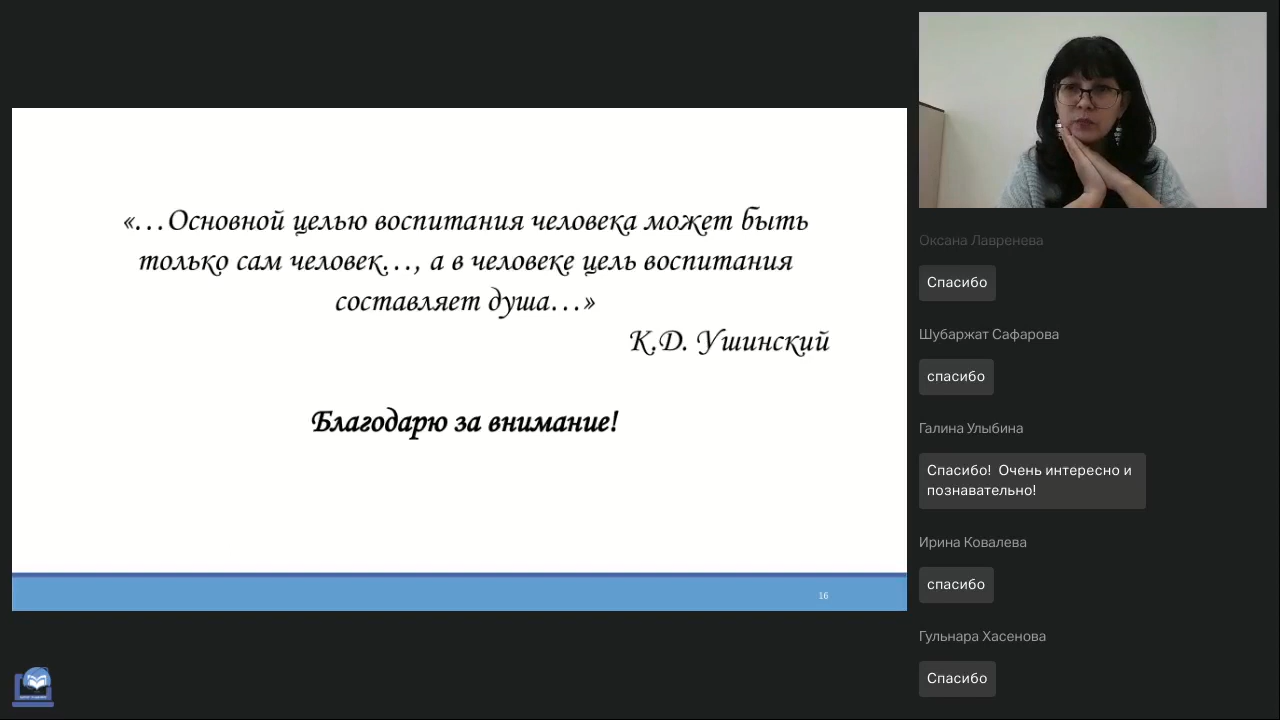 «…Основной целью воспитания человека может быть
только сам человек…, а в человеке цель воспитания
составляет душа…»
К.Д. Ушинский
Благодарю за внимание!
16
Оксана Лавренева
Спасибо
Шубаржат Сафарова
спасибо
Галина Улыбина
Спасибо! Очень интересно и
познавательно!
Ирина Ковалева
спасибо
Гульнара Хасенова
Спасибо